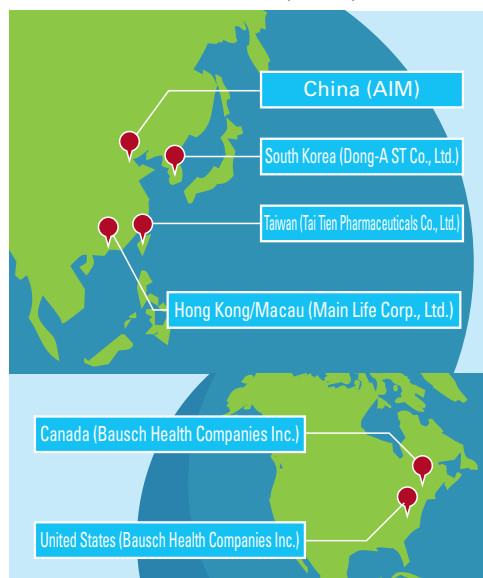 China (AIM)
South Korea (Dong-A ST Co., Ltd.)
Taiwan (Tai Tien Pharmaceuticals Co., Ltd.)
Hong Kong/Macau (Main Life Corp., Ltd.)
Canada (Bausch Health Companies Inc.)
United States (Bausch Health Companies Inc.)